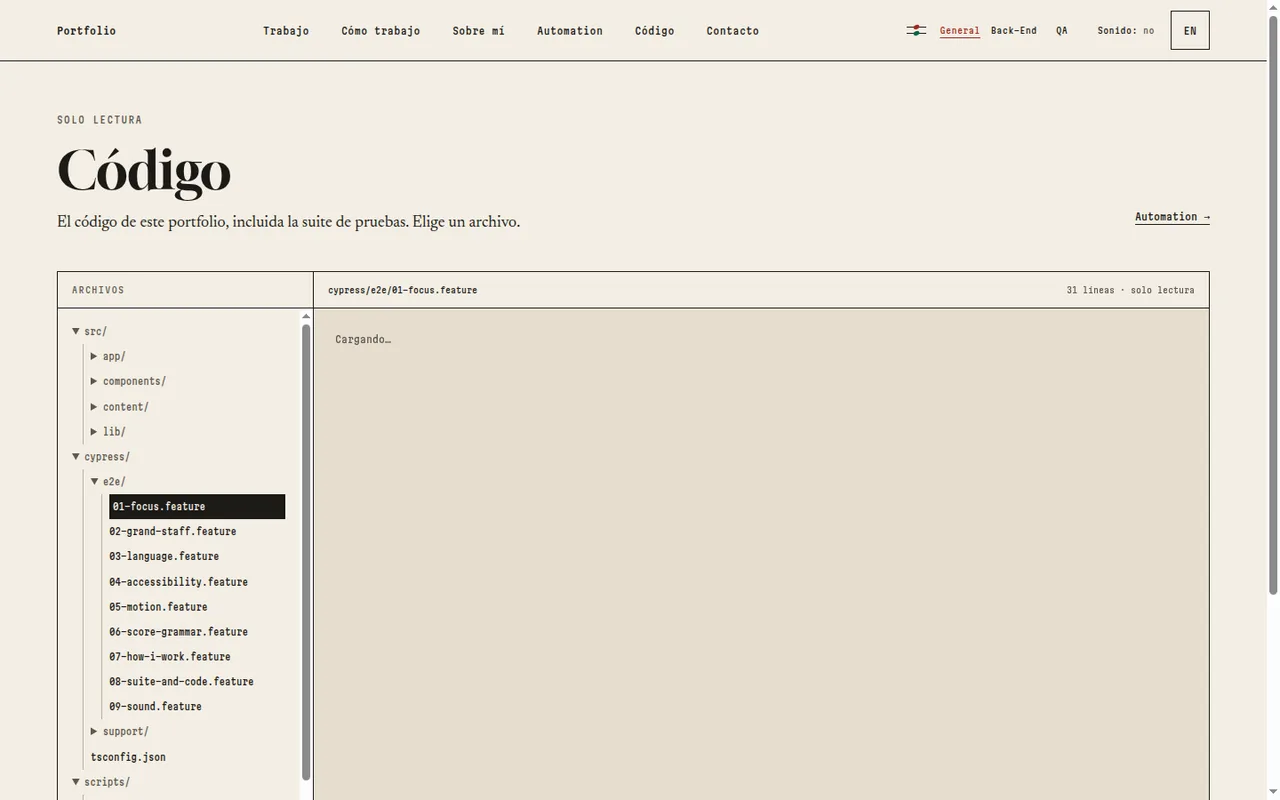 Portfolio
Trabajo
Cómo trabajo
Sobre mí
Automation
Código
Contacto
General
Back-End
QA
Sonido: no
EN
SOLO LECTURA
Código
El código de este portfolio, incluida la suite de pruebas. Elige un archivo.
Automation →
ARCHIVOS
cypress/e2e/01-focus.feature
31 líneas · solo lectura
▼ src/
▶ app/
▶ components/
▶ content/
▶ lib/
▼ cypress/
▼ e2e/
01-focus.feature
02-grand-staff.feature
03-language.feature
04-accessibility.feature
05-motion.feature
06-score-grammar.feature
07-how-i-work.feature
08-suite-and-code.feature
09-sound.feature
▶ support/
tsconfig.json
▼ scripts/
Cargando…